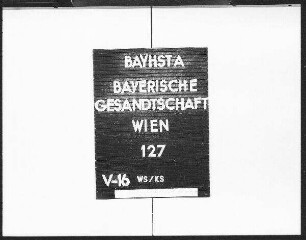 BAYHSTA
BAYERISCHE
GESANDTSCHAFT
WIEN
127
V-16 WS/KS